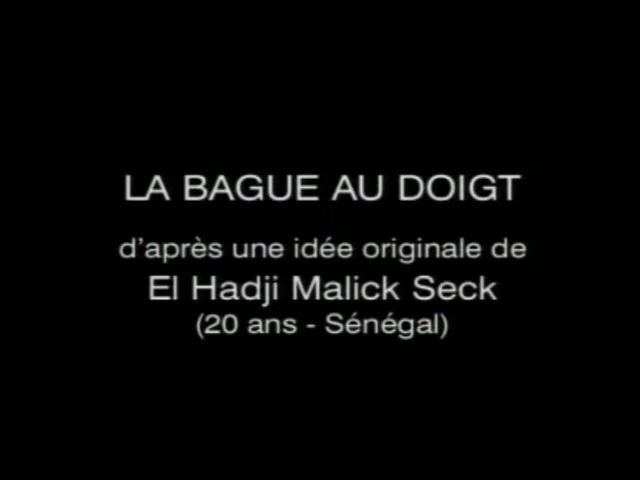 LA BAGUE AU DOIGT
d'après une idée originale de
El Hadji Malick Seck
(20 ans - Sénégal)